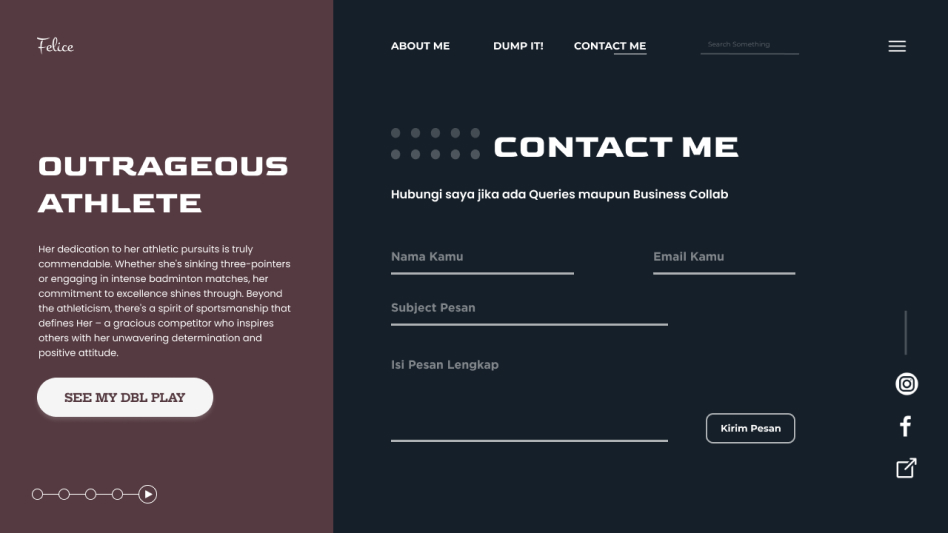 Felice
ABOUT ME
DUMP IT!
CONTACT ME
Search Something
OUTRAGEOUS
ATHLETE
Her dedication to her athletic pursuits is truly
commendable. Whether she's sinking three-pointers
or engaging in intense badminton matches, her
commitment to excellence shines through. Beyond
the athleticism, there's a spirit of sportsmanship that
defines Her – a gracious competitor who inspires
others with her unwavering determination and
positive attitude.
SEE MY DBL PLAY
CONTACT ME
Hubungi saya jika ada Queries maupun Business Collab
Nama Kamu
Email Kamu
Subject Pesan
Isi Pesan Lengkap
Kirim Pesan